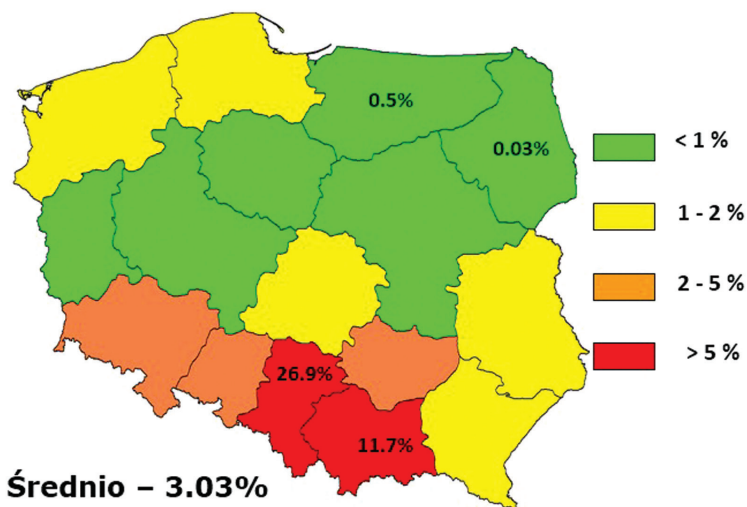 0.5%
0.03%
< 1 %
1 - 2 %
2 - 5 %
> 5 %
26.9%
11.7%
Średnio – 3.03%